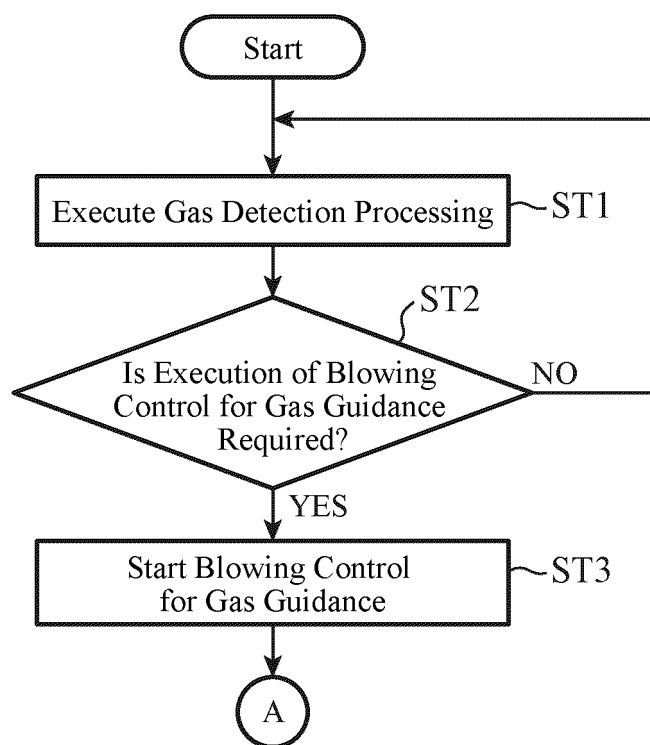 Start
Execute Gas Detection Processing
ST1
ST2
Is Execution of Blowing
Control for Gas Guidance
Required?
NO
YES
Start Blowing Control
for Gas Guidance
ST3
A